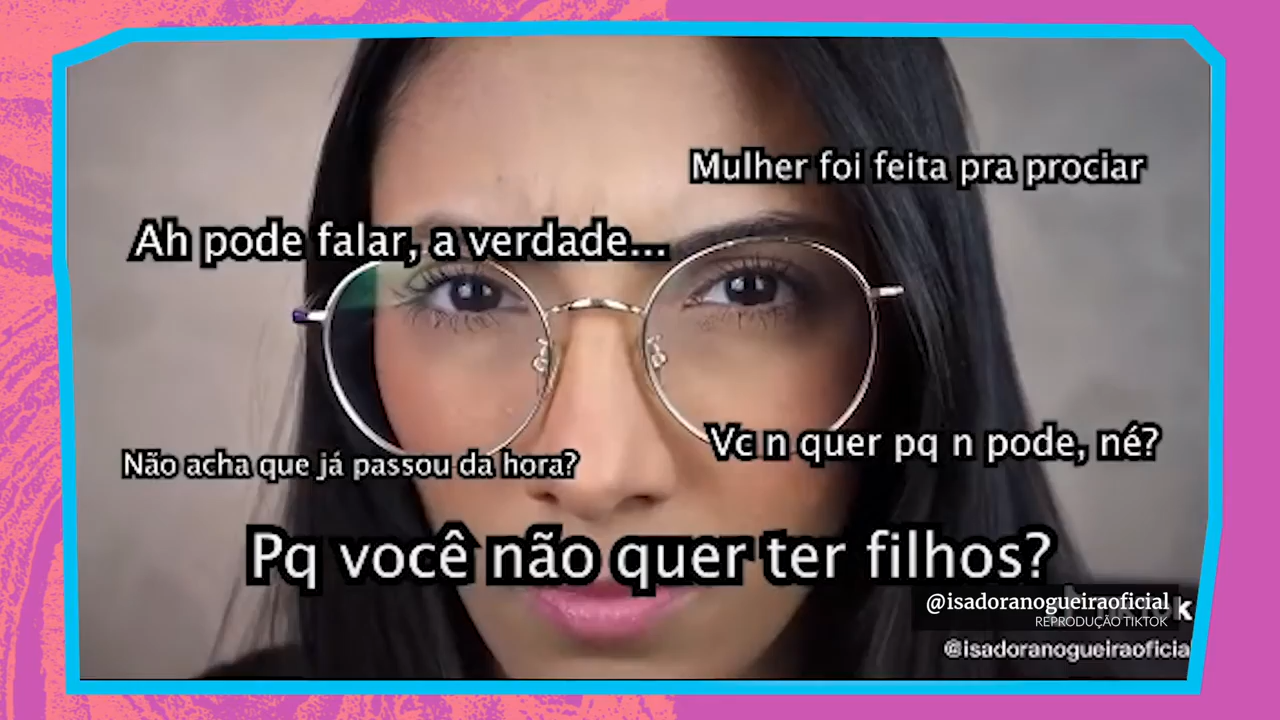 Mulher foi feita pra prociar
Ah pode falar, a verdade...
Vc n quer pq n pode, né?
Não acha que já passou da hora?
Pq você não quer ter filhos?
@isadoranogueiraoficial
REPRODUÇÃO TIKTOK
@isadoranogueiraoficia